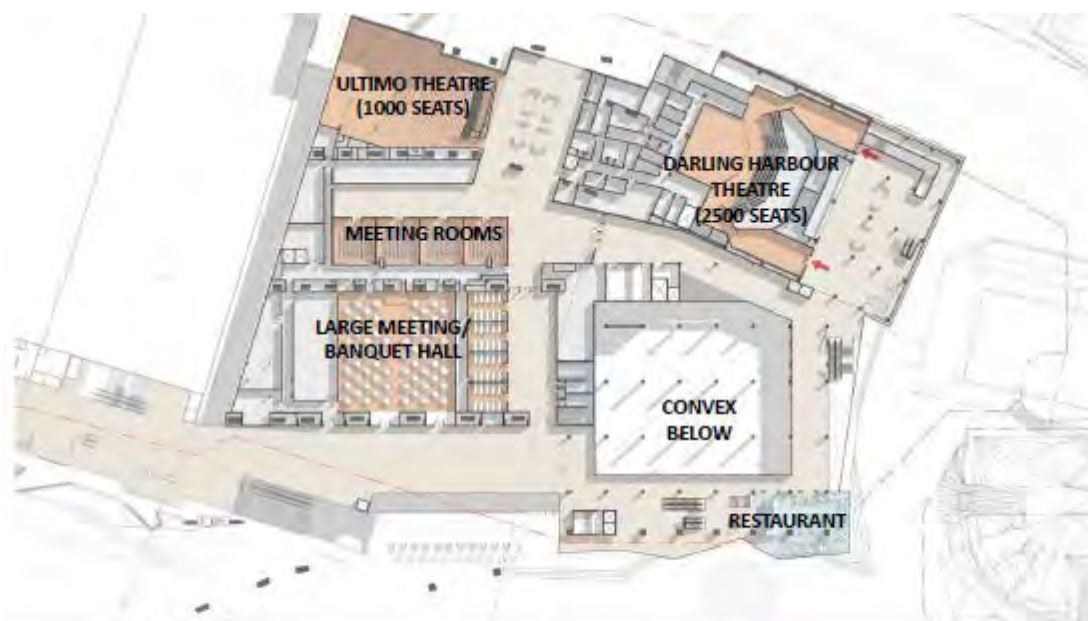 ULTIMO THEATRE
(1000 SEATS)
DARLING HARBOUR
THEATRE
(2500 SEATS)
MEETING ROOMS
LARGE MEETING/
BANQUET HALL
CONVEX
BELOW
RESTAURANT